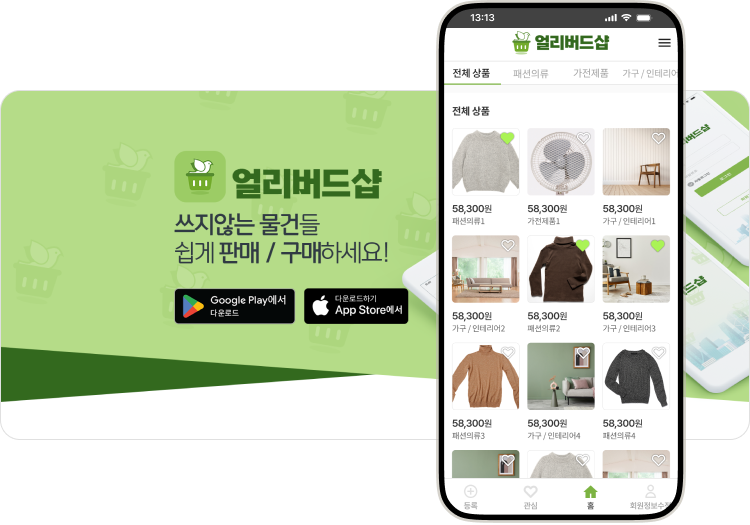 얼리버드샵
쓰지않는 물건들
쉽게 판매 / 구매하세요!
Google Play에서
다운로드
다운로드하기
App Store에서
13:13
얼리버드샵
전체 상품 패션의류 가전제품 가구 / 인테리어
전체 상품
58,300원 58,300원 58,300원
패션의류1 가전제품1 가구 / 인테리어1
58,300원 58,300원 58,300원
가구 / 인테리어2 패션의류2 가구 / 인테리어3
58,300원 58,300원 58,300원
패션의류3 가구 / 인테리어4 패션의류4
등록 관심 홈 회원정보수정